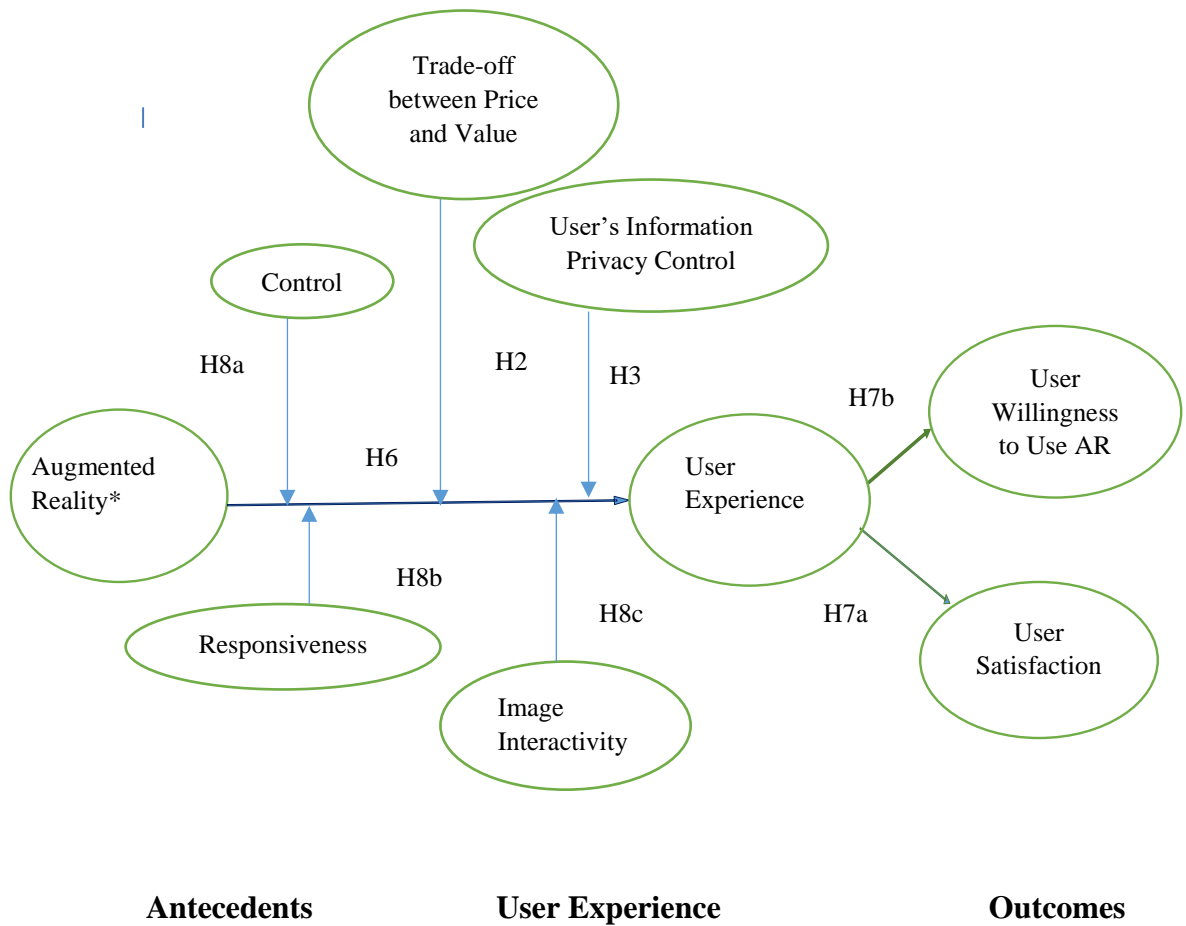 Trade-off
between Price
and Value
User’s Information
Privacy Control
Control
H8a
H2
H3
User
Willingness
to Use AR
H7b
Augmented
Reality*
H6
User
Experience
H8b
H8c
H7a
Responsiveness
User
Satisfaction
Image
Interactivity
Antecedents
User Experience
Outcomes